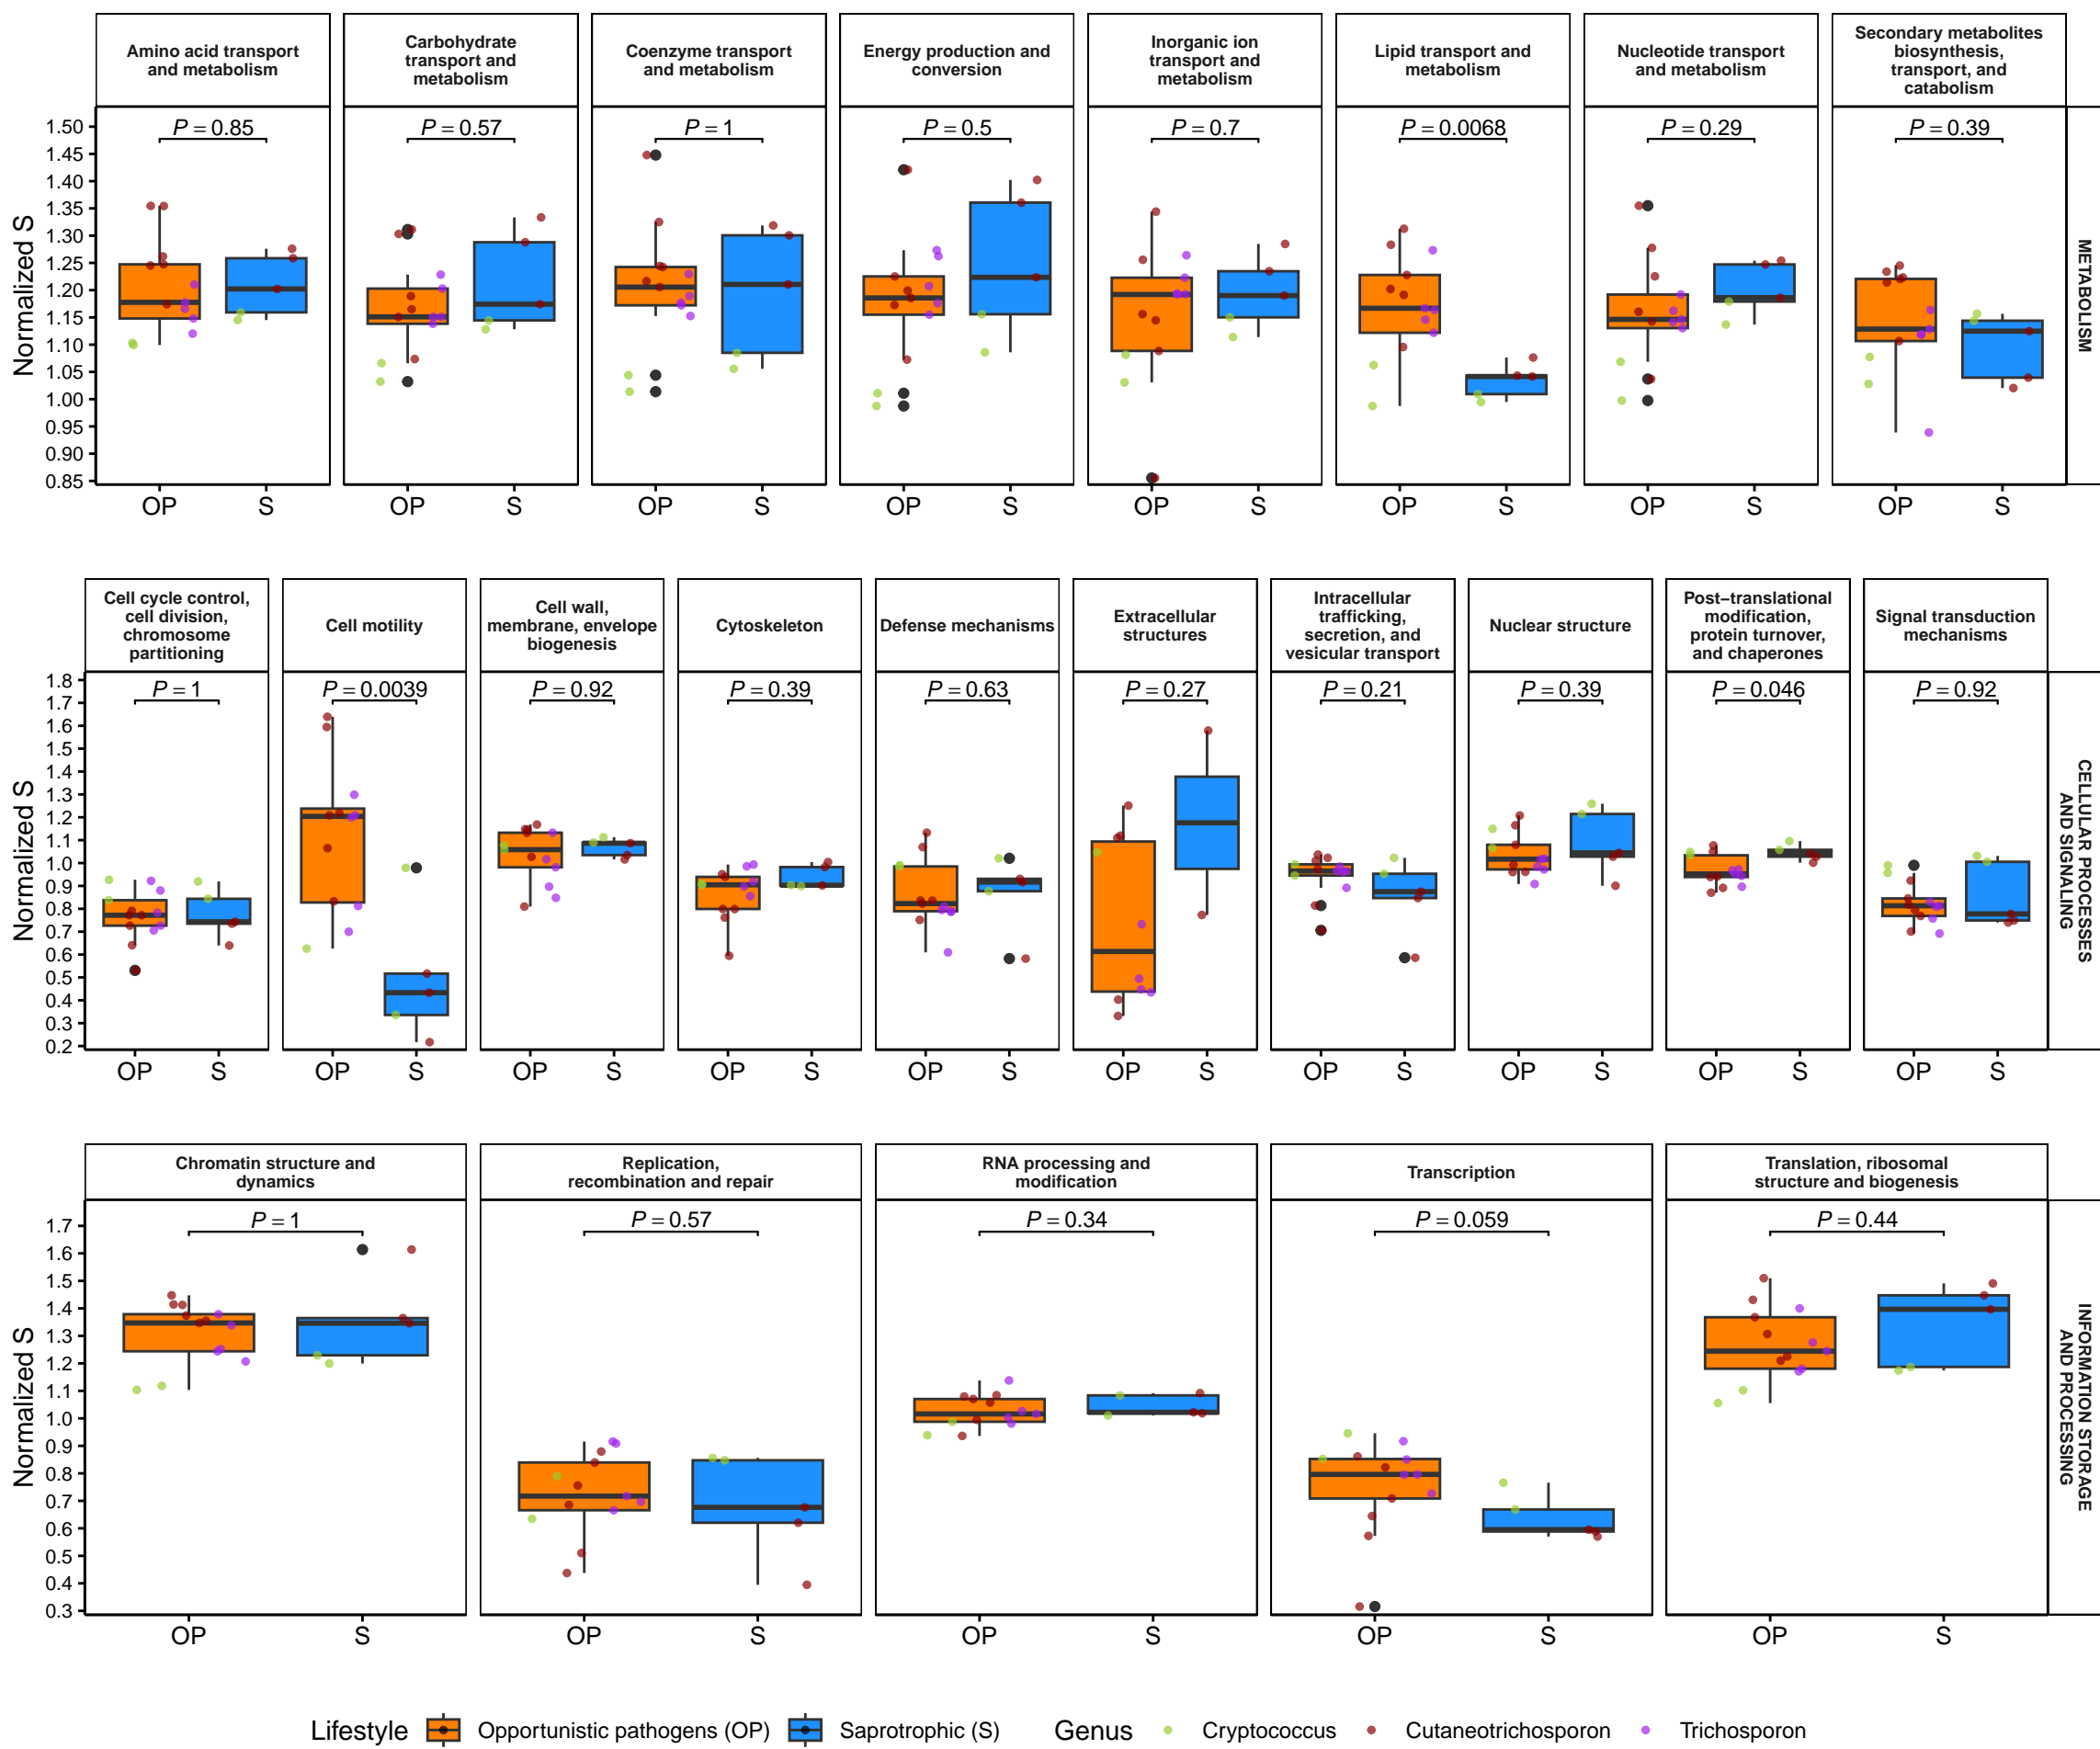 Amino acid transport
and metabolism
Carbohydrate
transport and
metabolism
Coenzyme transport
and metabolism
Energy production and
conversion
Inorganic ion
transport and
metabolism
Lipid transport and
metabolism
Nucleotide transport
and metabolism
Secondary metabolites
biosynthesis,
transport, and
catabolism
P = 0.85
P = 0.57
P = 1
P = 0.5
P = 0.7
P = 0.0068
P = 0.29
P = 0.39
1.50
1.45
1.40
1.35
1.30
1.25
1.20
1.15
1.10
1.05
1.00
0.95
0.90
0.85
Normalized S
METABOLISM
OP S
OP S
OP S
OP S
OP S
OP S
OP S
OP S
Cell cycle control,
cell division,
chromosome
partitioning
Cell motility
Cell wall,
membrane, envelope
biogenesis
Cytoskeleton
Defense mechanisms
Extracellular
structures
Intracellular
trafficking,
secretion, and
vesicular transport
Nuclear structure
Post−translational
modification,
protein turnover,
and chaperones
Signal transduction
mechanisms
P = 1
P = 0.0039
P = 0.92
P = 0.39
P = 0.63
P = 0.27
P = 0.21
P = 0.39
P = 0.046
P = 0.92
1.8
1.7
1.6
1.5
1.4
1.3
1.2
1.1
1.0
0.9
0.8
0.7
0.6
0.5
0.4
0.3
0.2
Normalized S
CELLULAR PROCESSES
AND SIGNALING
OP S
OP S
OP S
OP S
OP S
OP S
OP S
OP S
OP S
OP S
Chromatin structure and
dynamics
Replication,
recombination and repair
RNA processing and
modification
Transcription
Translation, ribosomal
structure and biogenesis
P = 1
P = 0.57
P = 0.34
P = 0.059
P = 0.44
1.7
1.6
1.5
1.4
1.3
1.2
1.1
1.0
0.9
0.8
0.7
0.6
0.5
0.4
0.3
Normalized S
INFORMATION STORAGE
AND PROCESSING
OP S
OP S
OP S
OP S
OP S
Lifestyle Opportunistic pathogens (OP) Saprotrophic (S) Genus Cryptococcus Cutaneotrichosporon Trichosporon